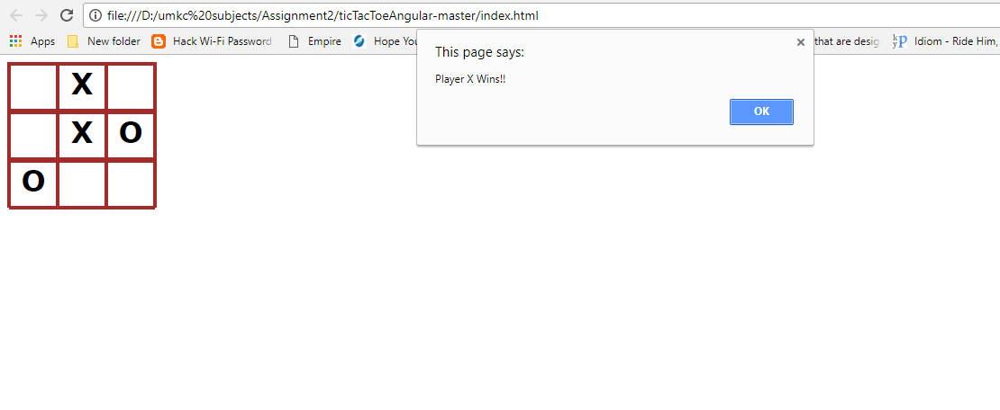 file:///D:/umkc%20subjects/Assignment2/ticTacToeAngular-master/index.html
Apps New folder Hack Wi-Fi Password Empire Hope You that are desig Idiom - Ride Him,
This page says:
Player X Wins!!
OK
X
X O
O